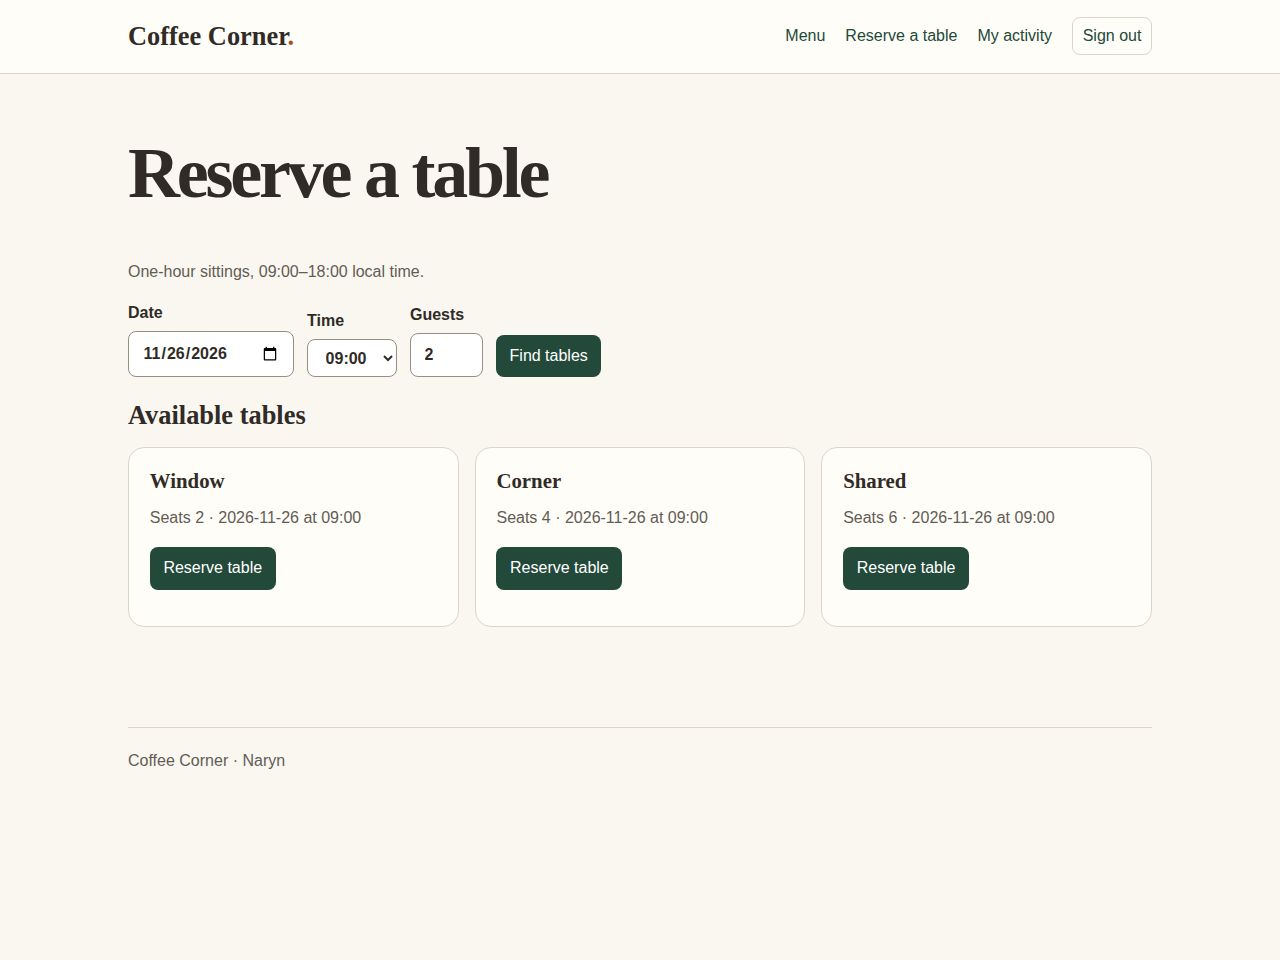 Coffee Corner.
Menu Reserve a table My activity Sign out
Reserve a table
One-hour sittings, 09:00–18:00 local time.
Date Time Guests
11/26/2026 09:00 2 Find tables
Available tables
Window
Seats 2 · 2026-11-26 at 09:00
Reserve table
Corner
Seats 4 · 2026-11-26 at 09:00
Reserve table
Shared
Seats 6 · 2026-11-26 at 09:00
Reserve table
Coffee Corner · Naryn